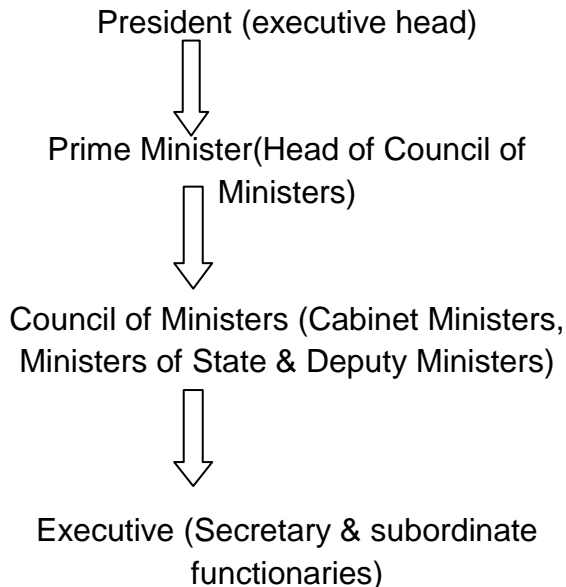 President (executive head)
Prime Minister(Head of Council of
Ministers)
Council of Ministers (Cabinet Ministers,
Ministers of State & Deputy Ministers)
Executive (Secretary & subordinate
functionaries)